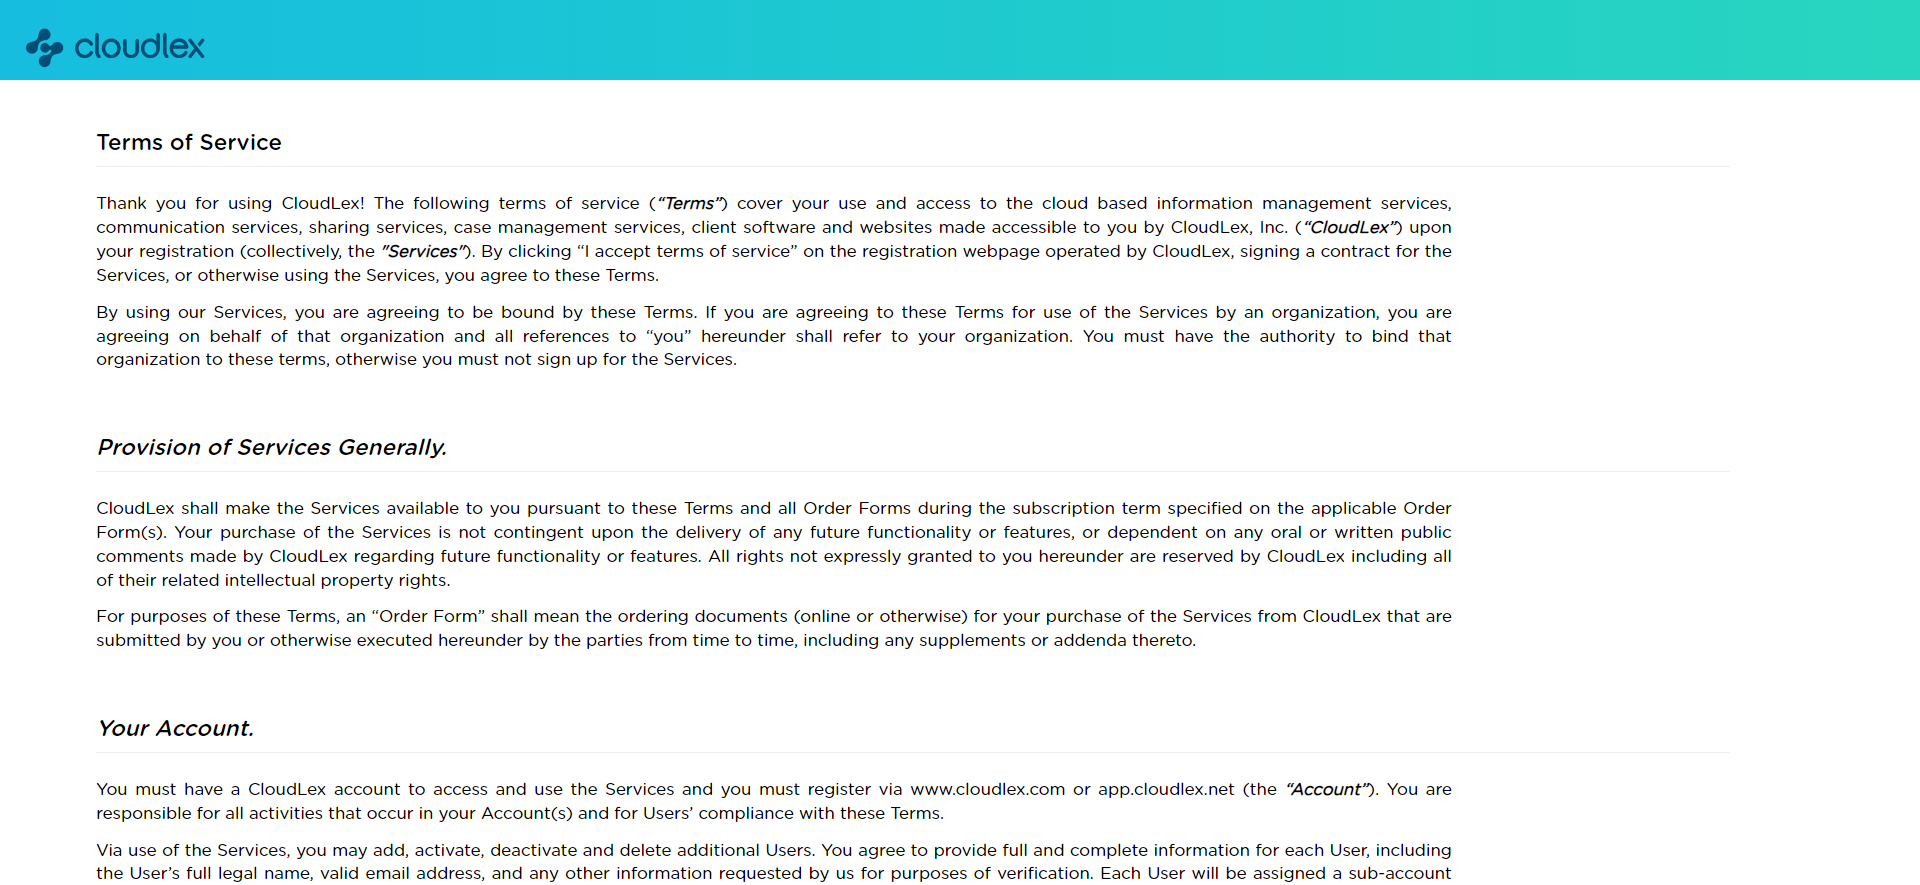 cloudlex
Terms of Service
Thank you for using CloudLex! The following terms of service (“Terms”) cover your use and access to the cloud based information management services,
communication services, sharing services, case management services, client software and websites made accessible to you by CloudLex, Inc. (“CloudLex”) upon
your registration (collectively, the "Services"). By clicking “I accept terms of service” on the registration webpage operated by CloudLex, signing a contract for the
Services, or otherwise using the Services, you agree to these Terms.
By using our Services, you are agreeing to be bound by these Terms. If you are agreeing to these Terms for use of the Services by an organization, you are
agreeing on behalf of that organization and all references to “you” hereunder shall refer to your organization. You must have the authority to bind that
organization to these terms, otherwise you must not sign up for the Services.
Provision of Services Generally.
CloudLex shall make the Services available to you pursuant to these Terms and all Order Forms during the subscription term specified on the applicable Order
Form(s). Your purchase of the Services is not contingent upon the delivery of any future functionality or features, or dependent on any oral or written public
comments made by CloudLex regarding future functionality or features. All rights not expressly granted to you hereunder are reserved by CloudLex including all
of their related intellectual property rights.
For purposes of these Terms, an “Order Form” shall mean the ordering documents (online or otherwise) for your purchase of the Services from CloudLex that are
submitted by you or otherwise executed hereunder by the parties from time to time, including any supplements or addenda thereto.
Your Account.
You must have a CloudLex account to access and use the Services and you must register via www.cloudlex.com or app.cloudlex.net (the “Account”). You are
responsible for all activities that occur in your Account(s) and for Users’ compliance with these Terms.
Via use of the Services, you may add, activate, deactivate and delete additional Users. You agree to provide full and complete information for each User, including
the User’s full legal name, valid email address, and any other information requested by us for purposes of verification. Each User will be assigned a sub-account